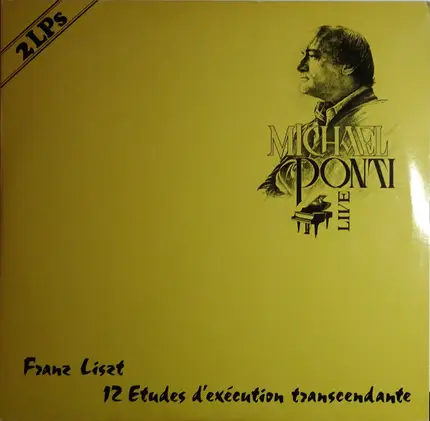 2 LPs
MICHAEL
PONTI
LIVE
Franz Liszt
12 Etudes d'exécution transcendante